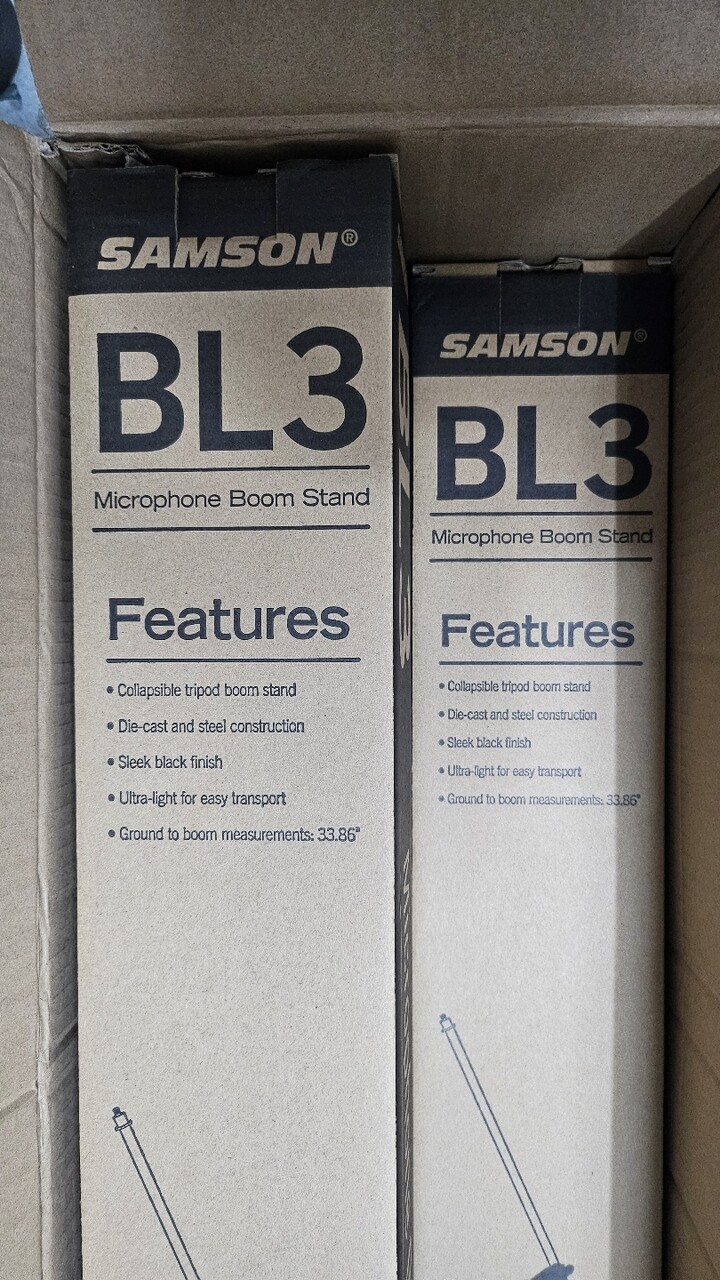 SAMSON®
BL3
Microphone Boom Stand
Features
• Collapsible tripod boom stand
• Die-cast and steel construction
• Sleek black finish
• Ultra-light for easy transport
• Ground to boom measurements: 33.86"
SAMSON®
BL3
Microphone Boom Stand
Features
• Collapsible tripod boom stand
• Die-cast and steel construction
• Sleek black finish
• Ultra-light for easy transport
• Ground to boom measurements: 33.86"
BL3